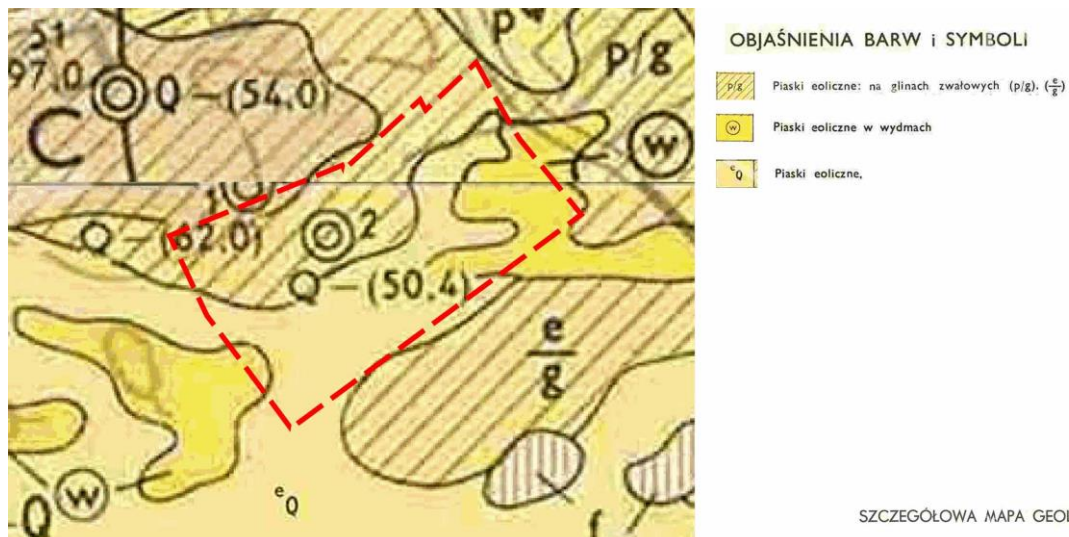 51
97,0
Q – (54.0)
C
p
p/g
w
Q – (62.0)
2
Q – (50.4)
e
g
Q
w
eQ
OBJAŚNIENIA BARW i SYMBOLI
p/g Piaski eoliczne: na glinach zwałowych (p/g), (e/g)
w Piaski eoliczne w wydmach
eQ Piaski eoliczne,
SZCZEGÓŁOWA MAPA GEOL